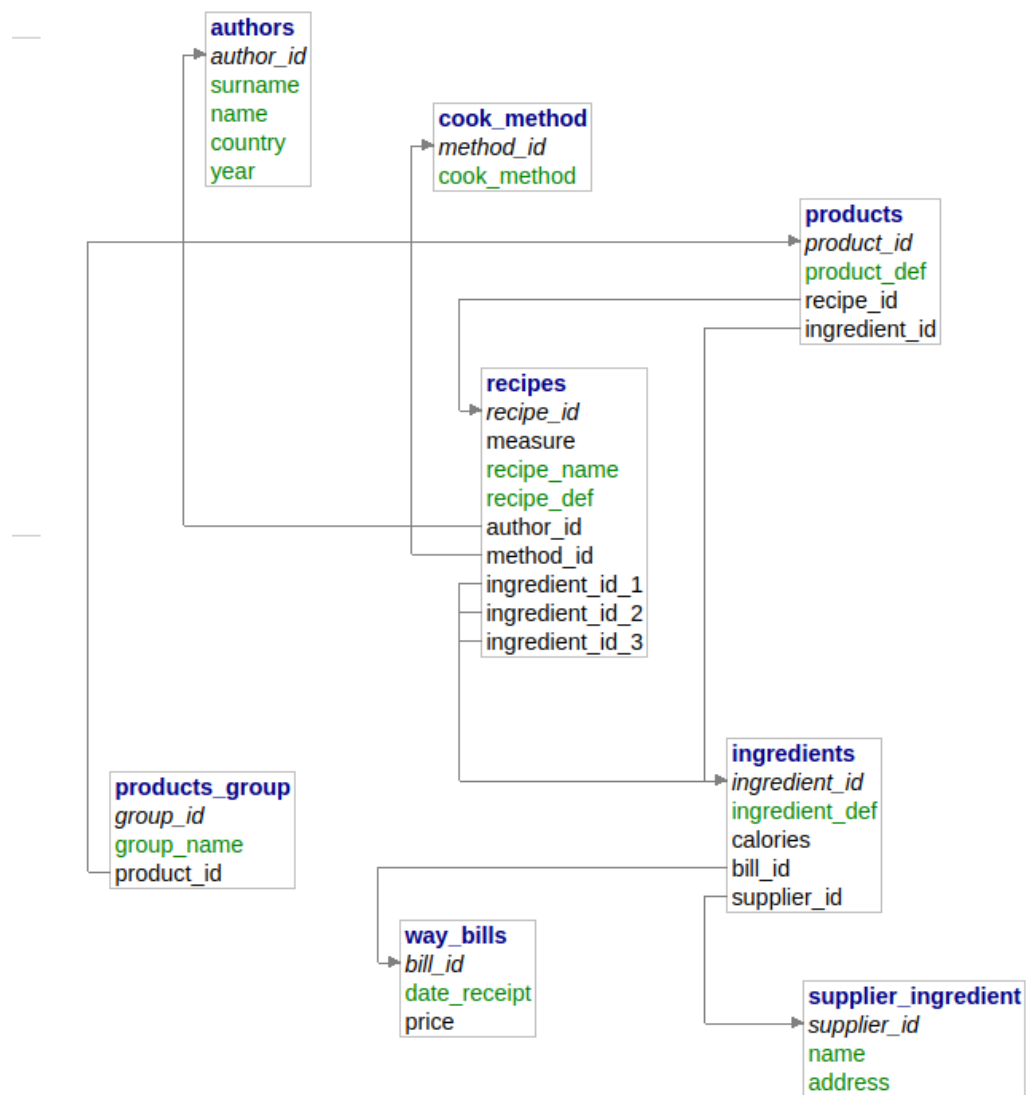 authors
author_id
surname
name
country
year
cook_method
method_id
cook_method
products
product_id
product_def
recipe_id
ingredient_id
recipes
recipe_id
measure
recipe_name
recipe_def
author_id
method_id
ingredient_id_1
ingredient_id_2
ingredient_id_3
ingredients
ingredient_id
ingredient_def
calories
bill_id
supplier_id
products_group
group_id
group_name
product_id
way_bills
bill_id
date_receipt
price
supplier_ingredient
supplier_id
name
address